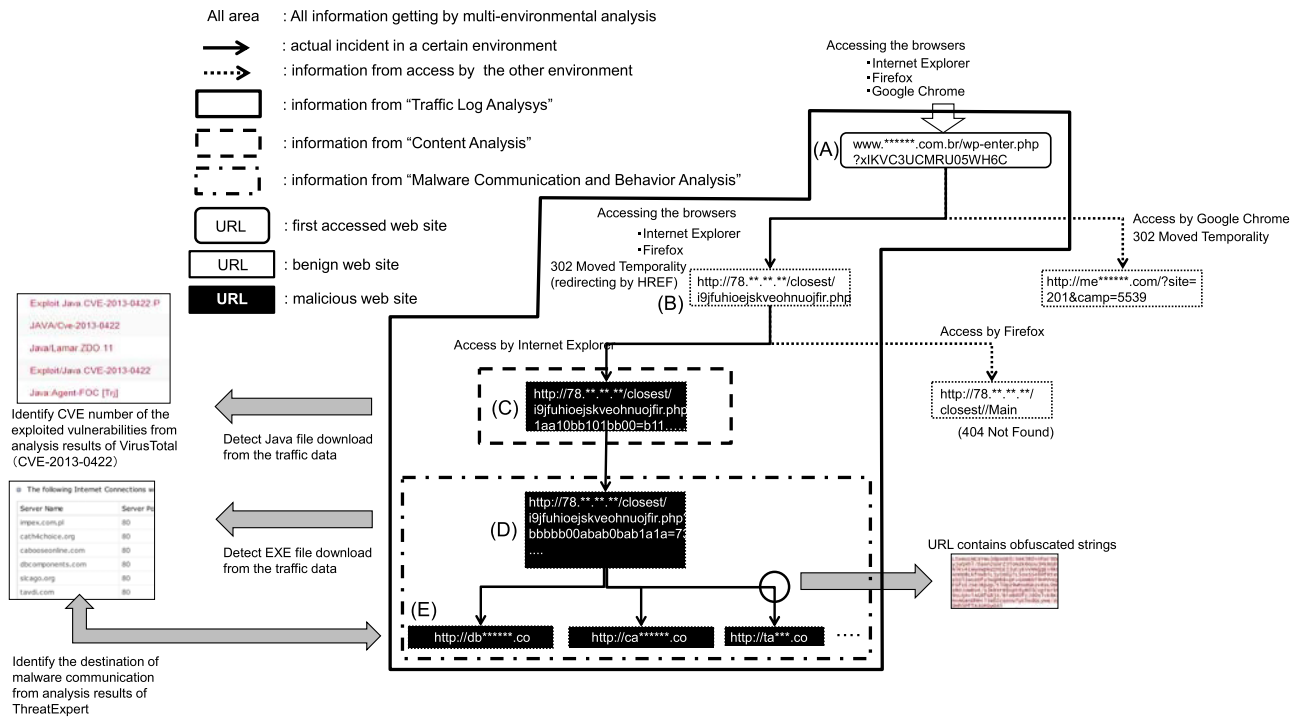 All area : All information getting by multi-environmental analysis
: actual incident in a certain environment
: information from access by the other environment
: information from “Traffic Log Analysys”
: information from “Content Analysis”
: information from “Malware Communication and Behavior Analysis”
URL : first accessed web site
URL : benign web site
URL : malicious web site
Accessing the browsers
▪Internet Explorer
▪Firefox
▪Google Chrome
(A)
www.******.com.br/wp-enter.php
?xIKVC3UCMRU05WH6C
Accessing the browsers
▪Internet Explorer
▪Firefox
302 Moved Temporality
(redirecting by HREF)
(B)
http://78.**.**.**/closest/
i9jfuhioejskveohnuojfir.php
Access by Google Chrome
302 Moved Temporality
http://me******.com/?site=
201&camp=5539
Access by Internet Explorer
Access by Firefox
http://78.**.**.**/
closest//Main
(404 Not Found)
(C)
http://78.**.**.**/closest/
i9jfuhioejskveohnuojfir.php
1aa10bb101bb00=b11.....
Exploit Java CVE-2013-0422 P
JAVA/Cve-2013-0422
Java/Lamar ZDO 11
Exploit/Java CVE-2013-0422
Java:Agent-FOC [Trj]
Identify CVE number of the
exploited vulnerabilities from
analysis results of VirusTotal
(CVE-2013-0422)
Detect Java file download
from the traffic data
(D)
http://78.**.**.**/closest/
i9jfuhioejskveohnuojfir.php
bbbbb00abab0bab1a1a=73
....
The following Internet Connections w
Server Name Server Po
impex.com.pl 80
cath4choice.org 80
cabooseonline.com 80
dbcomponents.com 80
sicago.org 80
tavdi.com 80
Detect EXE file download
from the traffic data
URL contains obfuscated strings
(E)
http://db******.co
http://ca******.co
http://ta***.co
....
Identify the destination of
malware communication
from analysis results of
ThreatExpert